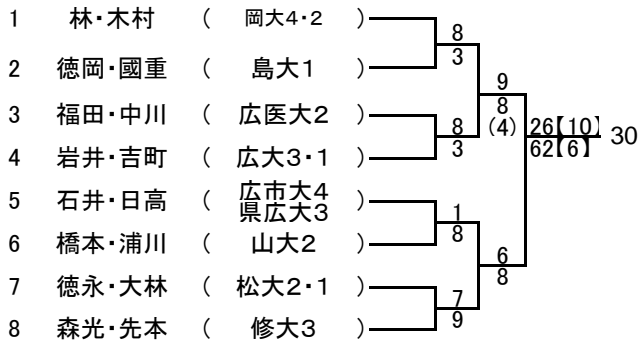 1 林・木村 ( 岡大4・2 )
8
3
2 徳岡・國重 ( 島大1 )
9
8
(4)
3 福田・中川 ( 広医大2 )
8
3
26【10】
62【6】
30
4 岩井・吉町 ( 広大3・1 )
5 石井・日高 ( 広市大4
県広大3 )
1
8
6 橋本・浦川 ( 山大2 )
6
8
7 徳永・大林 ( 松大2・1 )
7
9
8 森光・先本 ( 修大3 )